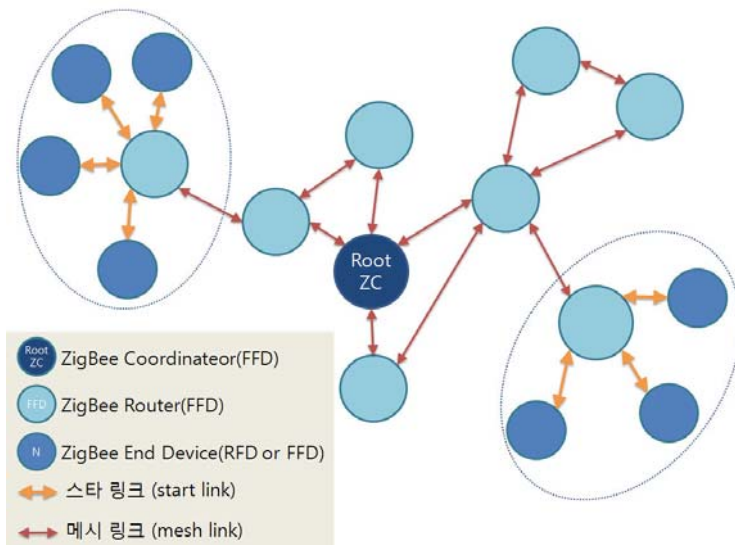 Root
ZC
Root
ZC
ZigBee Coordinateor(FFD)
FFD
ZigBee Router(FFD)
N
ZigBee End Device(RFD or FFD)
스타 링크 (start link)
메시 링크 (mesh link)